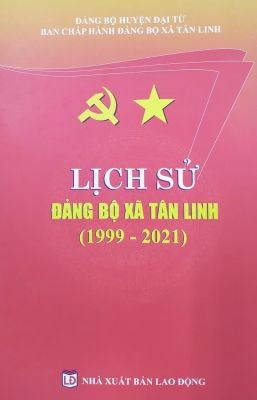 ĐẢNG BỘ HUYỆN ĐẠI TỪ
BAN CHẤP HÀNH ĐẢNG BỘ XÃ TÂN LINH
LỊCH SỬ
ĐẢNG BỘ XÃ TÂN LINH
(1999 - 2021)
LĐ
NHÀ XUẤT BẢN LAO ĐỘNG